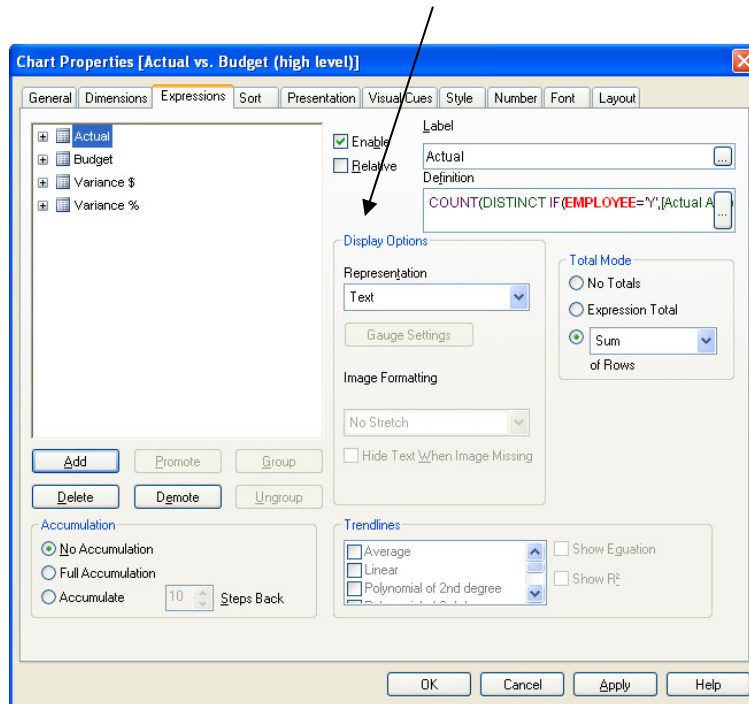 Chart Properties [Actual vs. Budget (high level)]
General Dimensions Expressions Sort Presentation Visual Cues Style Number Font Layout
Actual
Budget
Variance $
Variance %
Enable
Relative
Label
Actual
...
Definition
COUNT(DISTINCT IF(EMPLOYEE='Y',[Actual A
...
Display Options
Representation
Text
Gauge Settings
Image Formatting
No Stretch
Hide Text When Image Missing
Total Mode
No Totals
Expression Total
Sum
of Rows
Add Promote Group
Delete Demote Ungroup
Accumulation
No Accumulation
Full Accumulation
Accumulate 10 Steps Back
Trendlines
Average
Linear
Polynomial of 2nd degree
Show Equation
Show R²
OK Cancel Apply Help